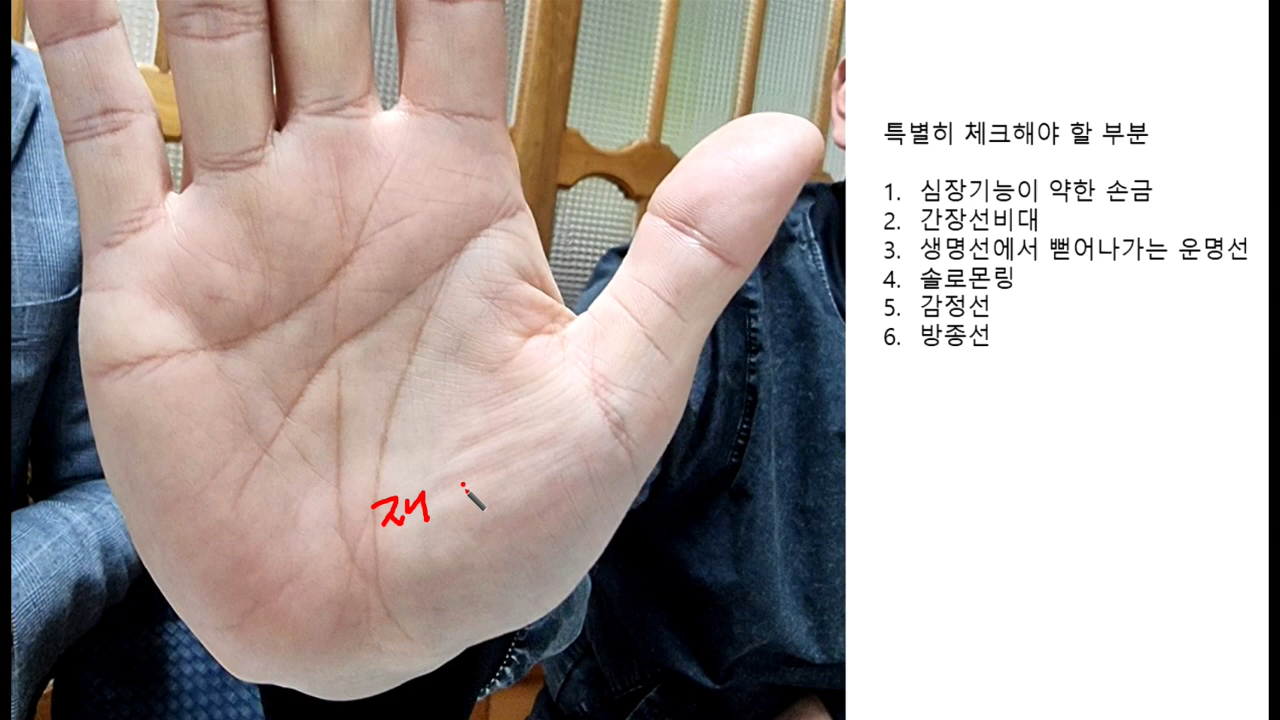 특별히 체크해야 할 부분
1. 심장기능이 약한 손금
2. 간장선비대
3. 생명선에서 뻗어나가는 운명선
4. 솔로몬링
5. 감정선
6. 방종선
재